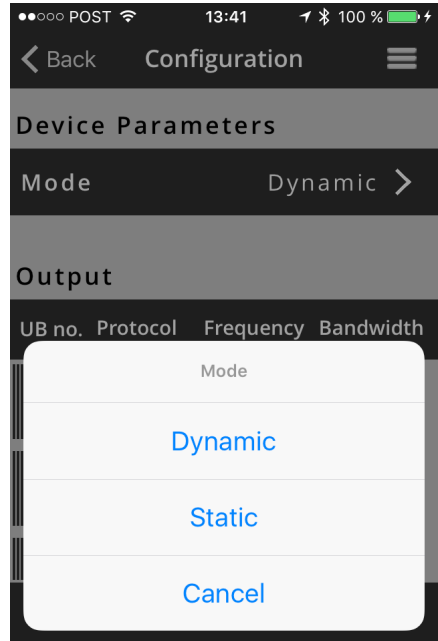 POST 13:41 100 %
Back Configuration
Device Parameters
Mode Dynamic
Output
UB no. Protocol Frequency Bandwidth
Mode
Dynamic
Static
Cancel